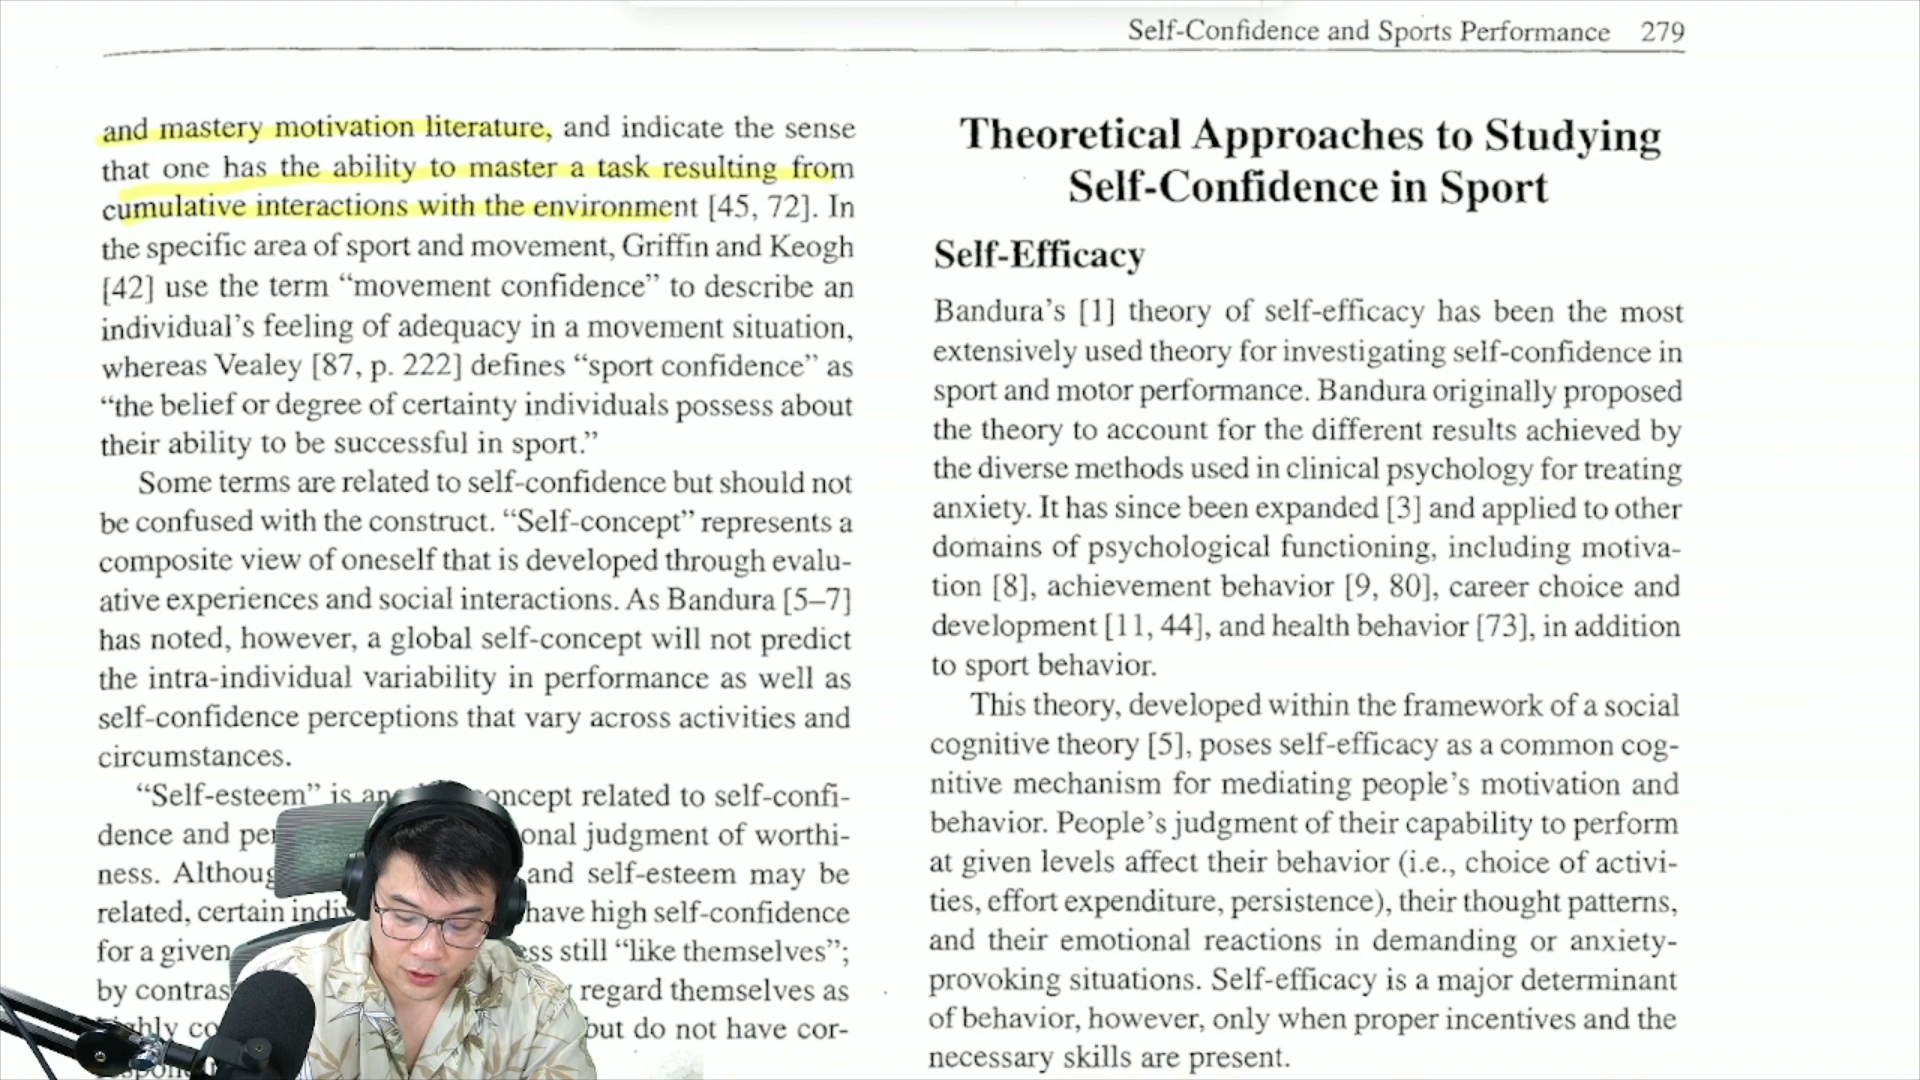 Self-Confidence and Sports Performance 279
and mastery motivation literature, and indicate the sense
that one has the ability to master a task resulting from
cumulative interactions with the environment [45, 72]. In
the specific area of sport and movement, Griffin and Keogh
[42] use the term “movement confidence” to describe an
individual’s feeling of adequacy in a movement situation,
whereas Vealey [87, p. 222] defines “sport confidence” as
“the belief or degree of certainty individuals possess about
their ability to be successful in sport.”
Some terms are related to self-confidence but should not
be confused with the construct. “Self-concept” represents a
composite view of oneself that is developed through evalu-
ative experiences and social interactions. As Bandura [5–7]
has noted, however, a global self-concept will not predict
the intra-individual variability in performance as well as
self-confidence perceptions that vary across activities and
circumstances.
“Self-esteem” is concept related to self-confi-
dence and judgment of worthi-
ness. and self-esteem may be
related, certain have high self-confidence
for a given still “like themselves”;
by regard themselves as
but do not have cor-
Theoretical Approaches to Studying
Self-Confidence in Sport
Self-Efficacy
Bandura’s [1] theory of self-efficacy has been the most
extensively used theory for investigating self-confidence in
sport and motor performance. Bandura originally proposed
the theory to account for the different results achieved by
the diverse methods used in clinical psychology for treating
anxiety. It has since been expanded [3] and applied to other
domains of psychological functioning, including motiva-
tion [8], achievement behavior [9, 80], career choice and
development [11, 44], and health behavior [73], in addition
to sport behavior.
This theory, developed within the framework of a social
cognitive theory [5], poses self-efficacy as a common cog-
nitive mechanism for mediating people’s motivation and
behavior. People’s judgment of their capability to perform
at given levels affect their behavior (i.e., choice of activi-
ties, effort expenditure, persistence), their thought patterns,
and their emotional reactions in demanding or anxiety-
provoking situations. Self-efficacy is a major determinant
of behavior, however, only when proper incentives and the
necessary skills are present.